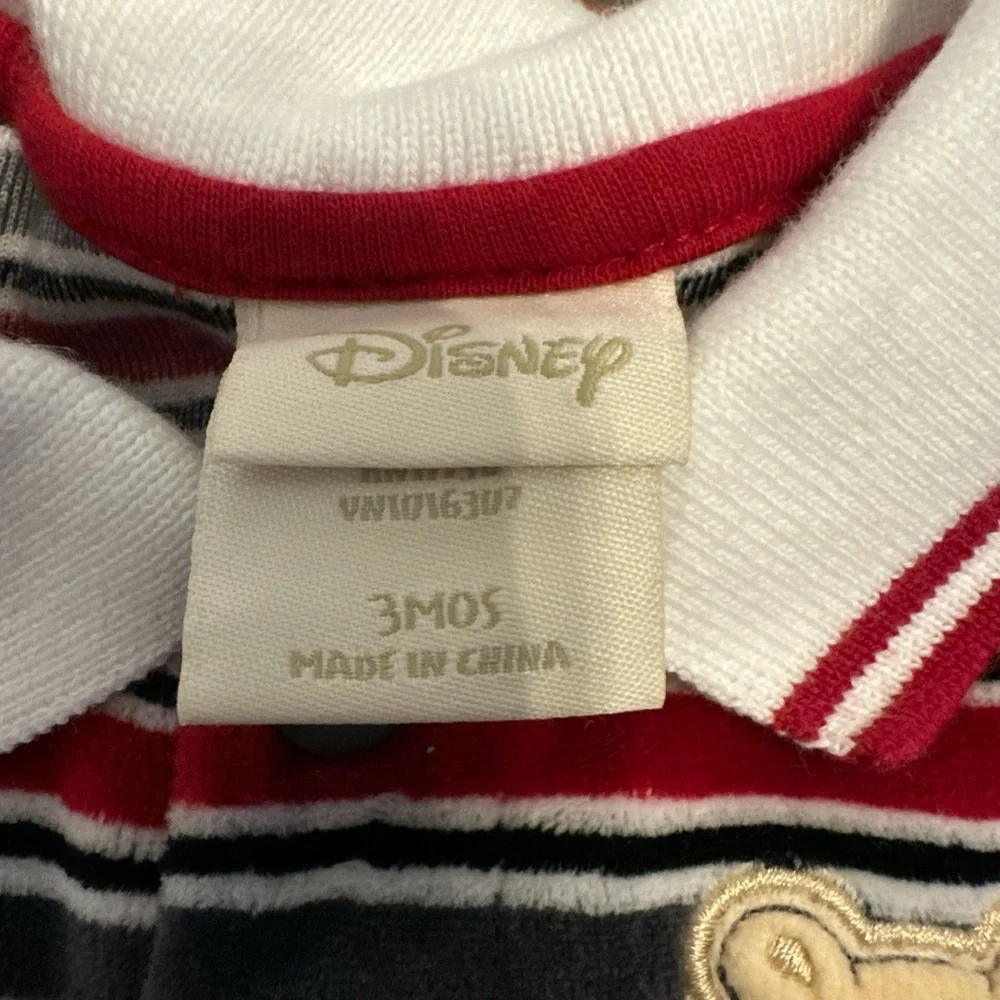 Disney
VN1016307
3MOS
MADE IN CHINA